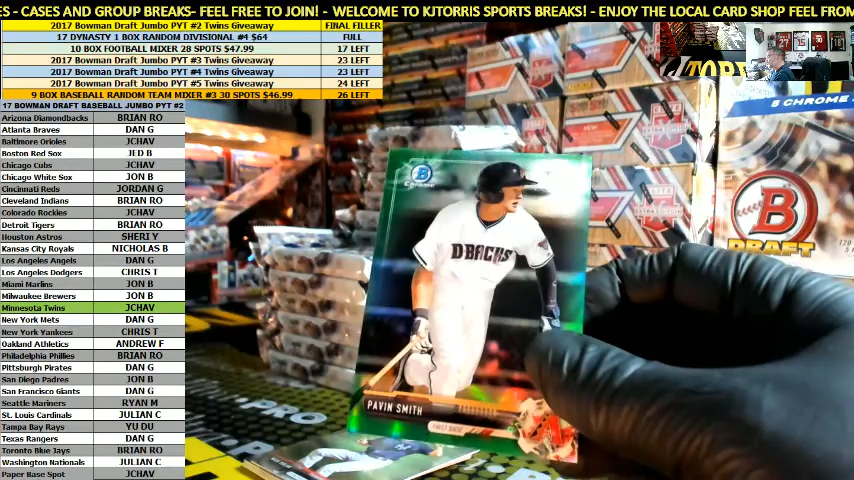 ES - CASES AND GROUP BREAKS- FEEL FREE TO JOIN! - WELCOME TO KJTORRIS SPORTS BREAKS! - ENJOY THE LOCAL CARD SHOP FEEL FROM
2017 Bowman Draft Jumbo PYT #2 Twins Giveaway FINAL FILLER
17 DYNASTY 1 BOX RANDOM DIVISIONAL #4 $64 FULL
10 BOX FOOTBALL MIXER 28 SPOTS $47.99 17 LEFT
2017 Bowman Draft Jumbo PYT #3 Twins Giveaway 23 LEFT
2017 Bowman Draft Jumbo PYT #4 Twins Giveaway 23 LEFT
2017 Bowman Draft Jumbo PYT #5 Twins Giveaway 24 LEFT
9 BOX BASEBALL RANDOM TEAM MIXER #3 30 SPOTS $46.99 26 LEFT
17 BOWMAN DRAFT BASEBALL JUMBO PYT #2
Arizona Diamondbacks BRIAN RO
Atlanta Braves DAN G
Baltimore Orioles JCHAV
Boston Red Sox JED B
Chicago Cubs JCHAV
Chicago White Sox JON B
Cincinnati Reds JORDAN G
Cleveland Indians BRIAN RO
Colorado Rockies JCHAV
Detroit Tigers BRIAN RO
Houston Astros SHERI Y
Kansas City Royals NICHOLAS B
Los Angeles Angels DAN G
Los Angeles Dodgers CHRIS T
Miami Marlins JON B
Milwaukee Brewers JON B
Minnesota Twins JCHAV
New York Mets DAN G
New York Yankees CHRIS T
Oakland Athletics ANDREW F
Philadelphia Phillies BRIAN RO
Pittsburgh Pirates DAN G
San Diego Padres JON B
San Francisco Giants DAN G
Seattle Mariners RYAN M
St. Louis Cardinals JULIAN C
Tampa Bay Rays YU DU
Texas Rangers DAN G
Toronto Blue Jays BRIAN RO
Washington Nationals JULIAN C
Paper Base Spot JCHAV
B
Chrome
DBACKS
PAVIN SMITH
FIRST BASE
CHROME
B
DRAFT